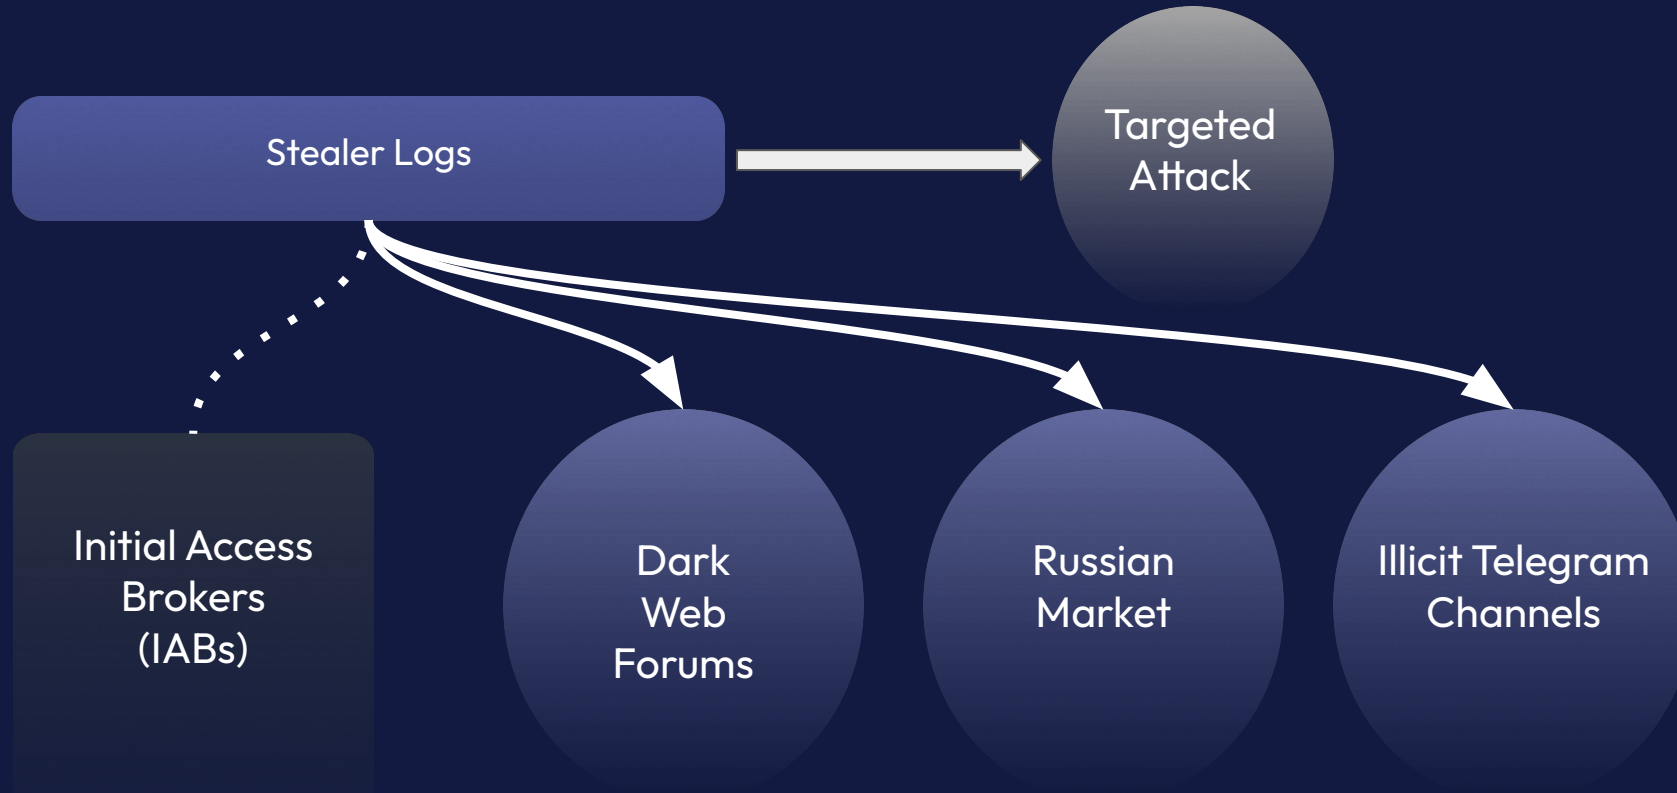 Stealer Logs
Targeted
Attack
Initial Access
Brokers
(IABs)
Dark
Web
Forums
Russian
Market
Illicit Telegram
Channels